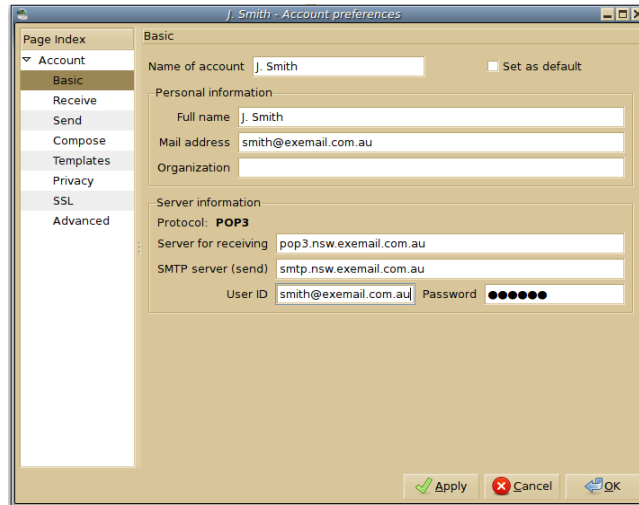 J. Smith - Account preferences
Page Index
Account
Basic
Receive
Send
Compose
Templates
Privacy
SSL
Advanced
Basic
Name of account J. Smith Set as default
Personal information
Full name J. Smith
Mail address smith@exemail.com.au
Organization
Server information
Protocol: POP3
Server for receiving pop3.nsw.exemail.com.au
SMTP server (send) smtp.nsw.exemail.com.au
User ID smith@exemail.com.au Password ●●●●●●
Apply Cancel OK